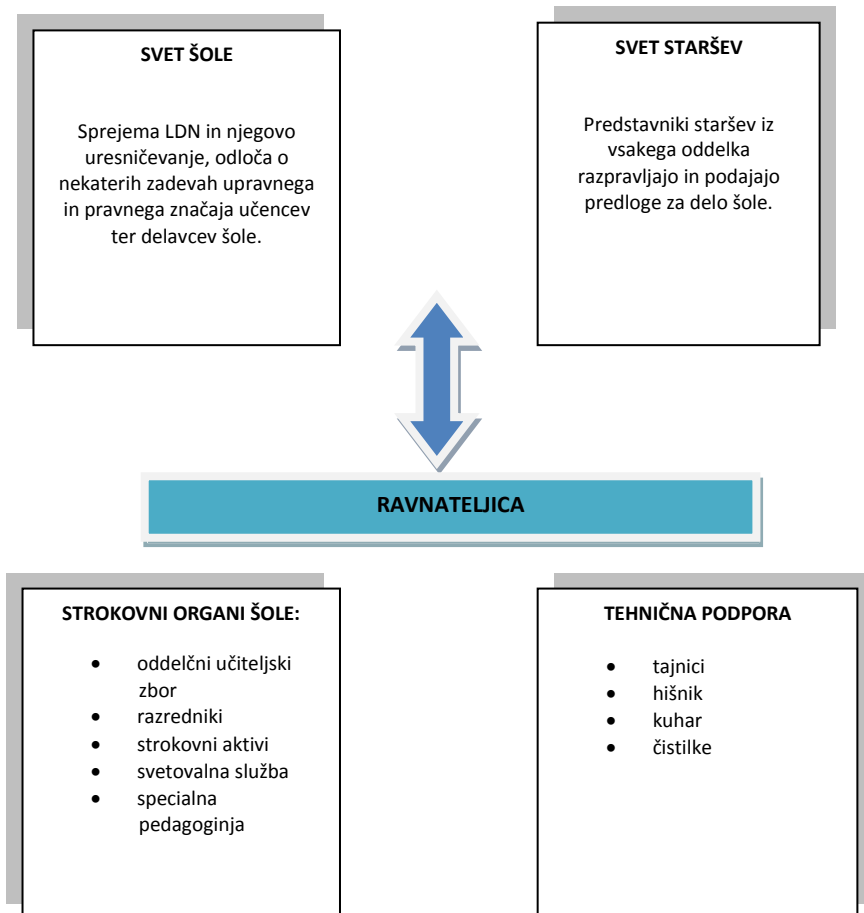 SVET ŠOLE
Sprejema LDN in njegovo
uresničevanje, odloča o
nekaterih zadevah upravnega
in pravnega značaja učencev
ter delavcev šole.
SVET STARŠEV
Predstavniki staršev iz
vsakega oddelka
razpravljajo in podajajo
predloge za delo šole.
RAVNATELJICA
STROKOVNI ORGANI ŠOLE:
• oddelčni učiteljski
zbor
• razredniki
• strokovni aktivi
• svetovalna služba
• specialna
pedagoginja
TEHNIČNA PODPORA
• tajnici
• hišnik
• kuhar
• čistilke